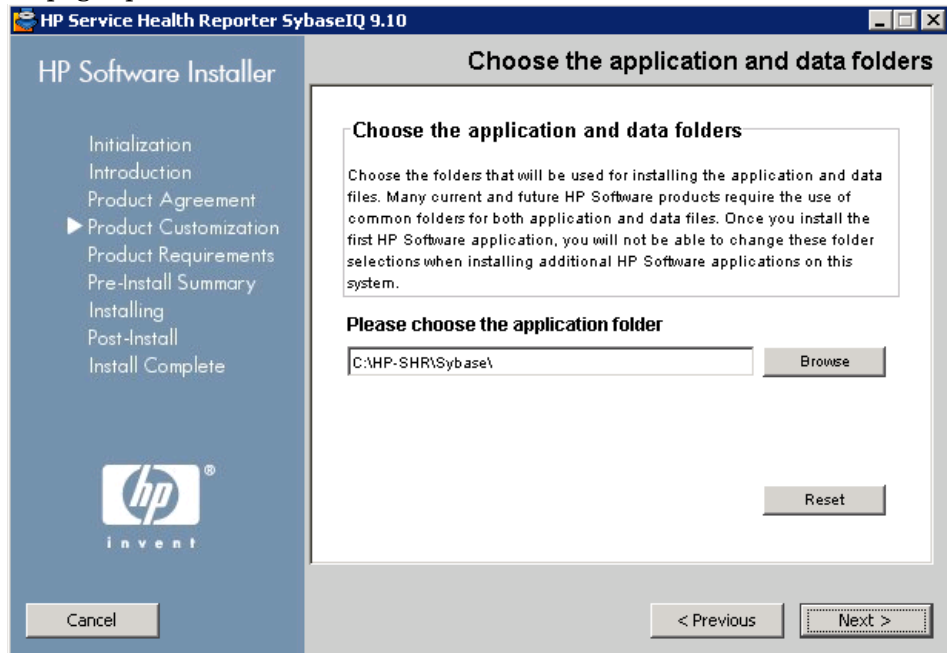 HP Service Health Reporter SybaseIQ 9.10
HP Software Installer
Choose the application and data folders
Initialization
Introduction
Product Agreement
Product Customization
Product Requirements
Pre-Install Summary
Installing
Post-Install
Install Complete
Choose the application and data folders
Choose the folders that will be used for installing the application and data
files. Many current and future HP Software products require the use of
common folders for both application and data files. Once you install the
first HP Software application, you will not be able to change these folder
selections when installing additional HP Software applications on this
system.
Please choose the application folder
C:\HP-SHR\Sybase\
Browse
Reset
hp®
invent
Cancel
< Previous
Next >